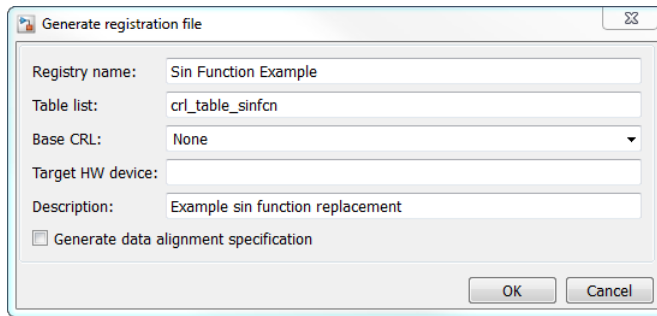 Generate registration file
Registry name: Sin Function Example
Table list: crl_table_sinfcn
Base CRL: None
Target HW device:
Description: Example sin function replacement
Generate data alignment specification
OK Cancel